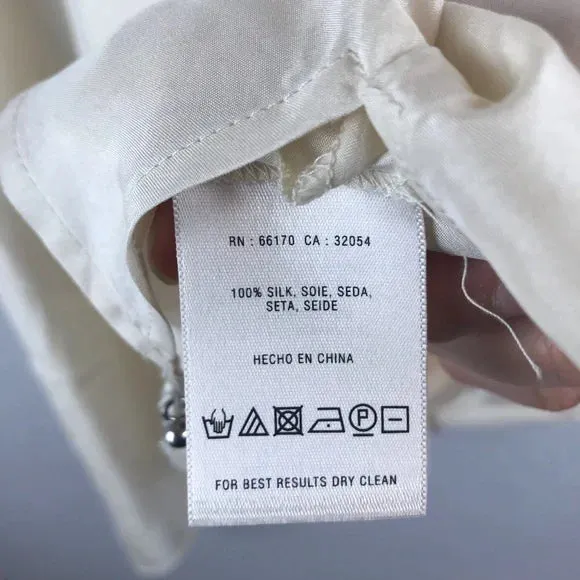 RN : 66170 CA : 32054
100% SILK, SOIE, SEDA,
SETA, SEIDE
HECHO EN CHINA
P
FOR BEST RESULTS DRY CLEAN